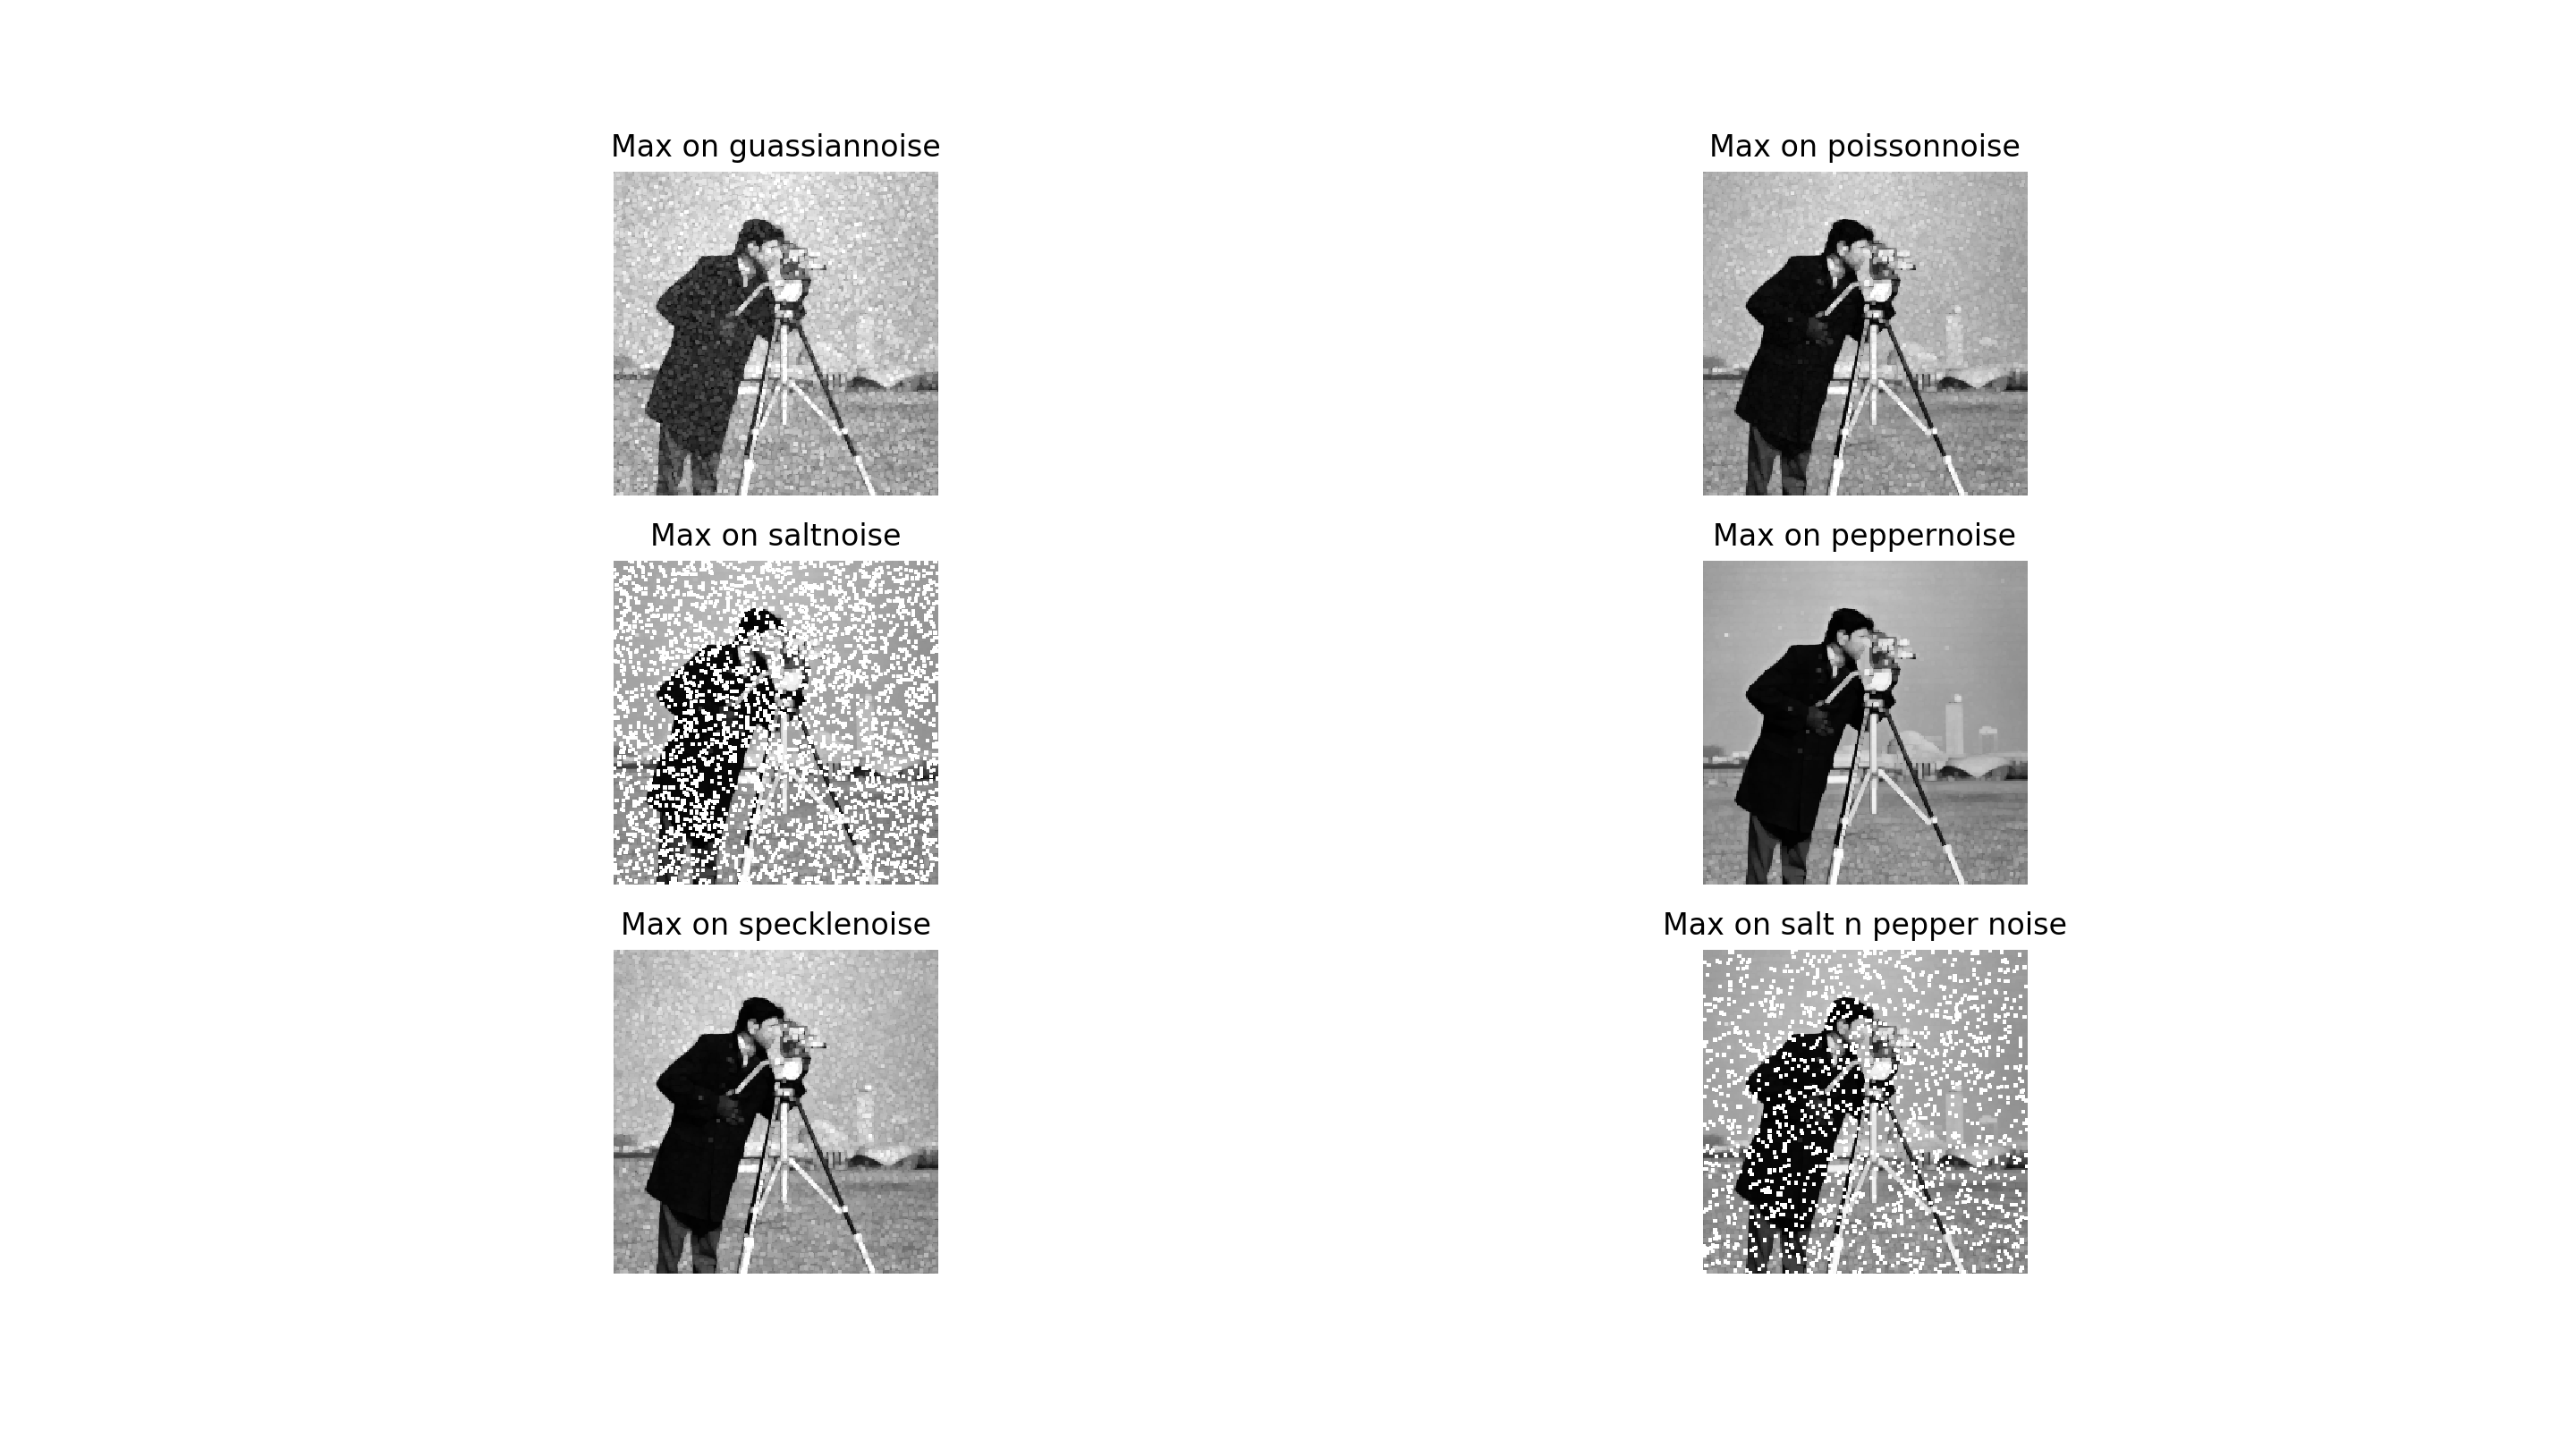 Max on guassiannoise
Max on poissonnoise
Max on saltnoise
Max on peppernoise
Max on specklenoise
Max on salt n pepper noise